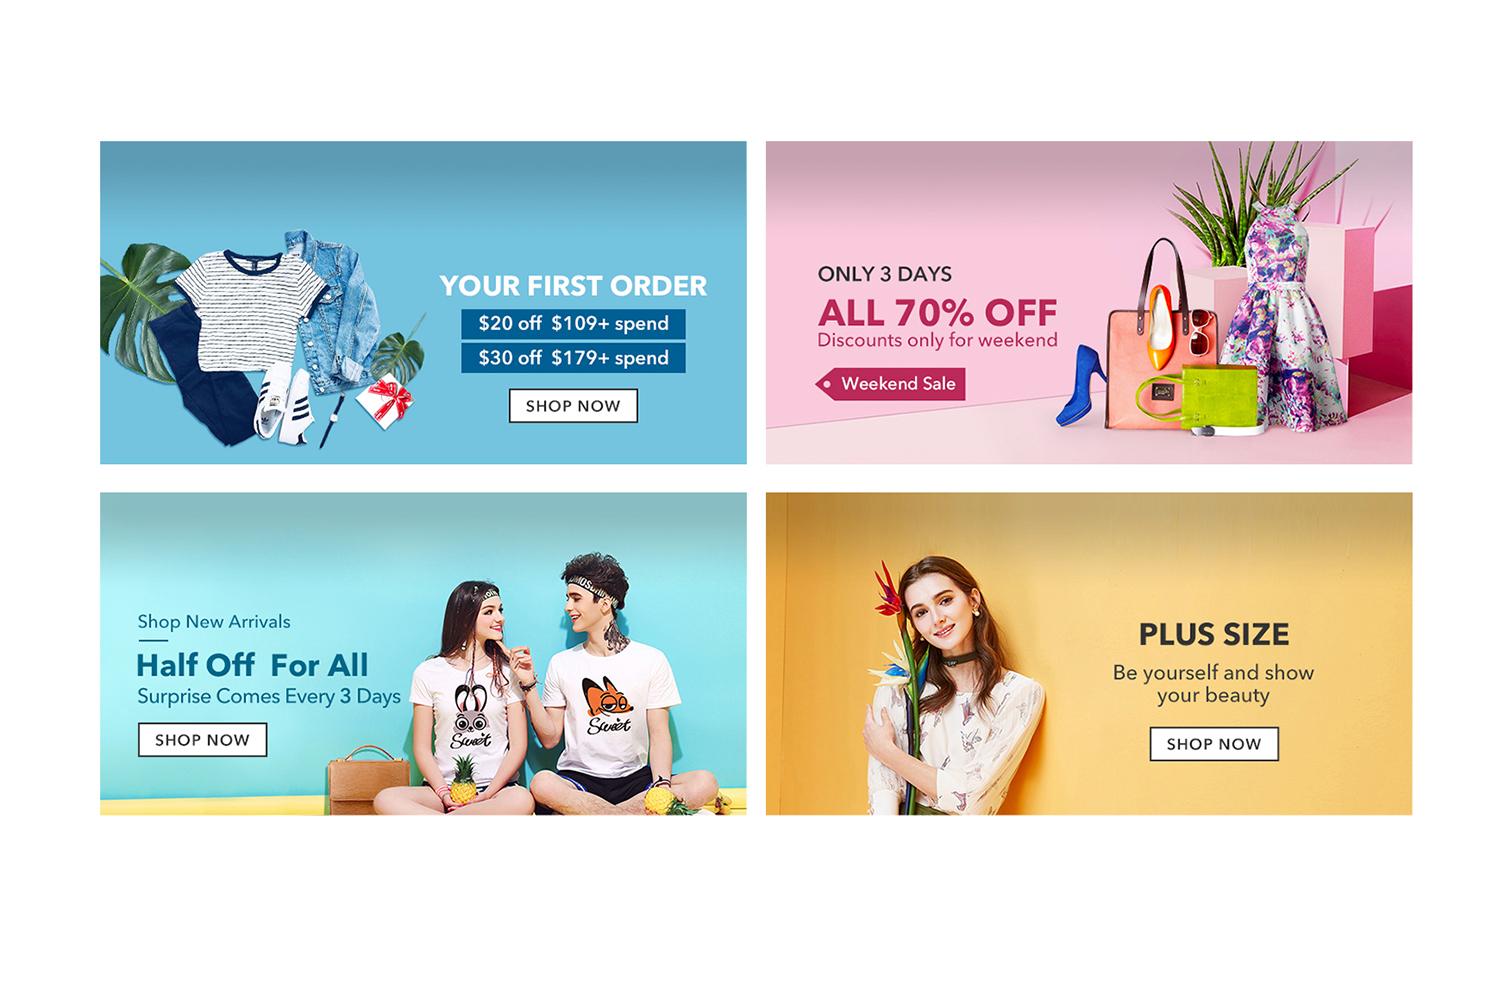 YOUR FIRST ORDER
$20 off $109+ spend
$30 off $179+ spend
SHOP NOW
ONLY 3 DAYS
ALL 70% OFF
Discounts only for weekend
Weekend Sale
Shop New Arrivals
Half Off For All
Surprise Comes Every 3 Days
SHOP NOW
Sweet
Sweet
PLUS SIZE
Be yourself and show
your beauty
SHOP NOW